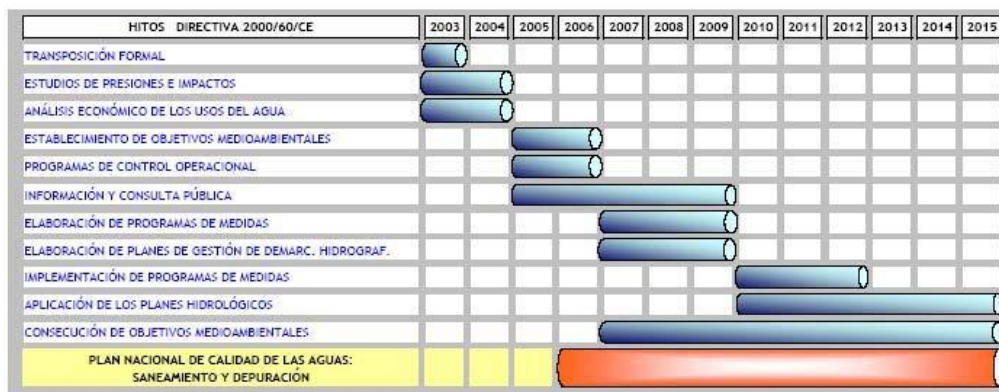 HITOS DIRECTIVA 2000/60/CE 2003 2004 2005 2006 2007 2008 2009 2010 2011 2012 2013 2014 2015
TRANSPOSICIÓN FORMAL
ESTUDIOS DE PRESIONES E IMPACTOS
ANÁLISIS ECONÓMICO DE LOS USOS DEL AGUA
ESTABLECIMIENTO DE OBJETIVOS MEDIOAMBIENTALES
PROGRAMAS DE CONTROL OPERACIONAL
INFORMACIÓN Y CONSULTA PÚBLICA
ELABORACIÓN DE PROGRAMAS DE MEDIDAS
ELABORACIÓN DE PLANES DE GESTIÓN DE DEMARC. HIDROGRAF.
IMPLEMENTACIÓN DE PROGRAMAS DE MEDIDAS
APLICACIÓN DE LOS PLANES HIDROLÓGICOS
CONSECUCIÓN DE OBJETIVOS MEDIOAMBIENTALES
PLAN NACIONAL DE CALIDAD DE LAS AGUAS:
SANEAMIENTO Y DEPURACIÓN